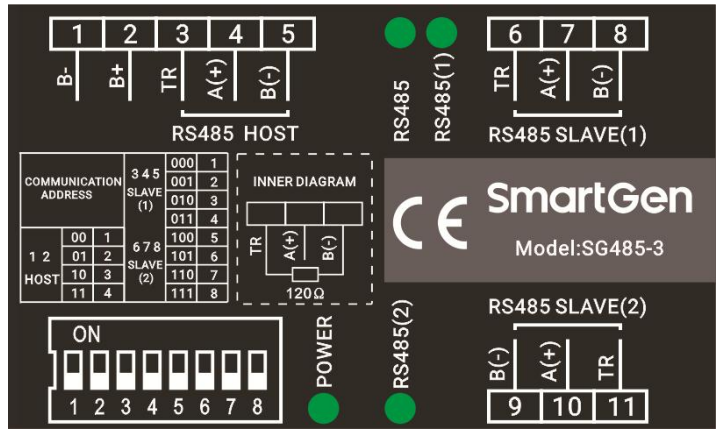 1 2 3 4 5
B- B+ TR A(+) B(-)
RS485 HOST
RS485 RS485(1)
6 7 8
TR A(+) B(-)
RS485 SLAVE(1)
COMMUNICATION
ADDRESS
1 2
HOST
00 1
01 2
10 3
11 4
3 4 5
SLAVE
(1)
6 7 8
SLAVE
(2)
000 1
001 2
010 3
011 4
100 5
101 6
110 7
111 8
INNER DIAGRAM
TR A(+) B(-)
120Ω
CE
SmartGen
Model:SG485-3
ON
1 2 3 4 5 6 7 8
POWER
RS485(2)
RS485 SLAVE(2)
B(-) A(+) TR
9 10 11